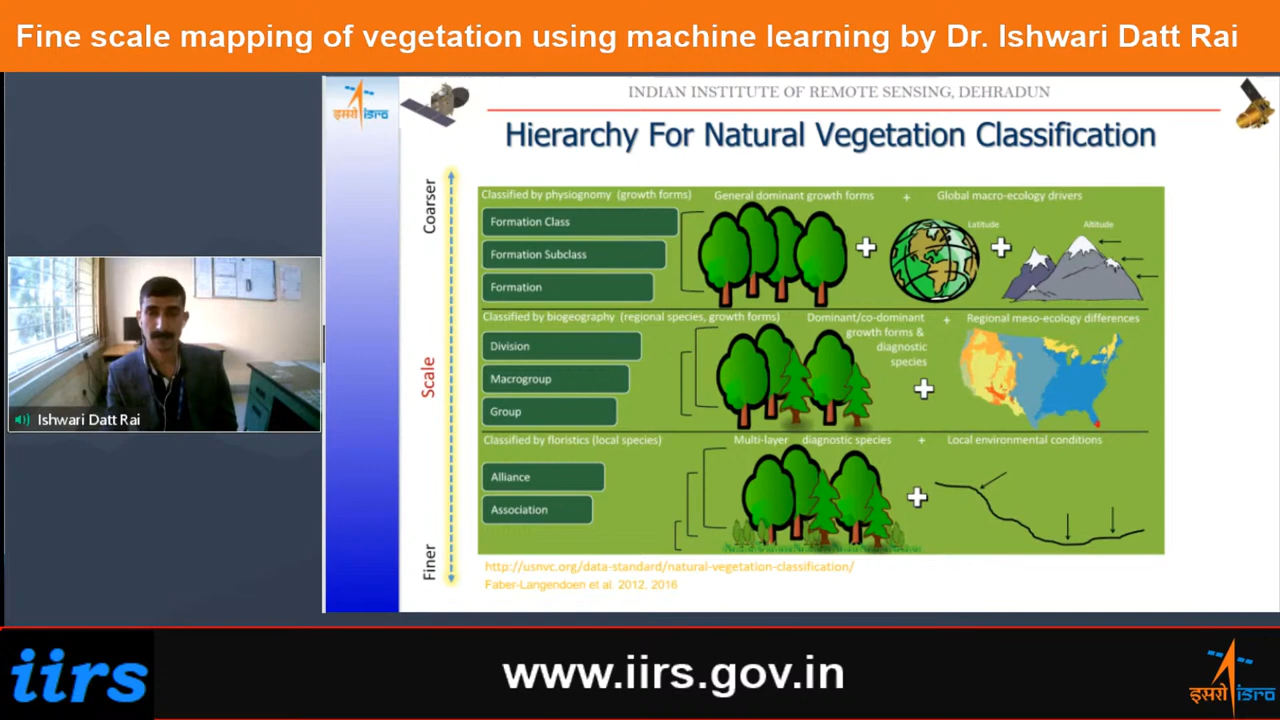 Fine scale mapping of vegetation using machine learning by Dr. Ishwari Datt Rai
इसरो isro
INDIAN INSTITUTE OF REMOTE SENSING, DEHRADUN
Hierarchy For Natural Vegetation Classification
Coarser
Scale
Finer
Classified by physiognomy (growth forms)
General dominant growth forms
+
Global macro-ecology drivers
Formation Class
Formation Subclass
Formation
Latitude
Altitude
Classified by biogeography (regional species, growth forms)
Dominant/co-dominant
growth forms &
diagnostic
species
+
Regional meso-ecology differences
Division
Macrogroup
Group
Classified by floristics (local species)
Multi-layer diagnostic species
+
Local environmental conditions
Alliance
Association
http://usnvc.org/data-standard/natural-vegetation-classification/
Faber-Langendoen et al. 2012, 2016
Ishwari Datt Rai
iirs
www.iirs.gov.in
इसरो isro